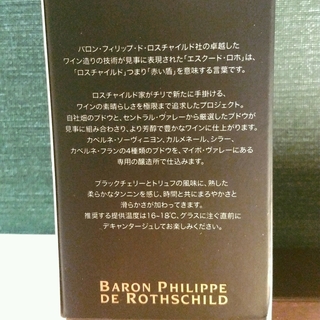 バロン・フィリップ・ド・ロスチャイルド社の卓越した
ワイン造りの技術が見事に表現された「エスクード・ロホ」は、
「ロスチャイルド」つまり「赤い盾」を意味する言葉です。
ロスチャイルド家がチリで新たに手掛ける、
ワインの素晴らしさを極限まで追求したプロジェクト。
自社畑のブドウと、セントラル・ヴァレーから厳選したブドウが
見事に組み合わさり、より芳醇で豊かなワインに仕上がります。
カベルネ・ソーヴィニヨン、カルメネール、シラー、
カベルネ・フランの4種類のブドウを、マイポ・ヴァレーにある
専用の醸造所で仕込みます。
ブラックチェリーとトリュフの風味に、熟した
柔らかなタンニンを感じ、時間と共にまろやかさと
滑らかさが加わってきます。
推奨する提供温度は16~18℃、グラスに注ぐ直前に
デキャンタージュしてお楽しみください。
BARON PHILIPPE
DE ROTHSCHILD